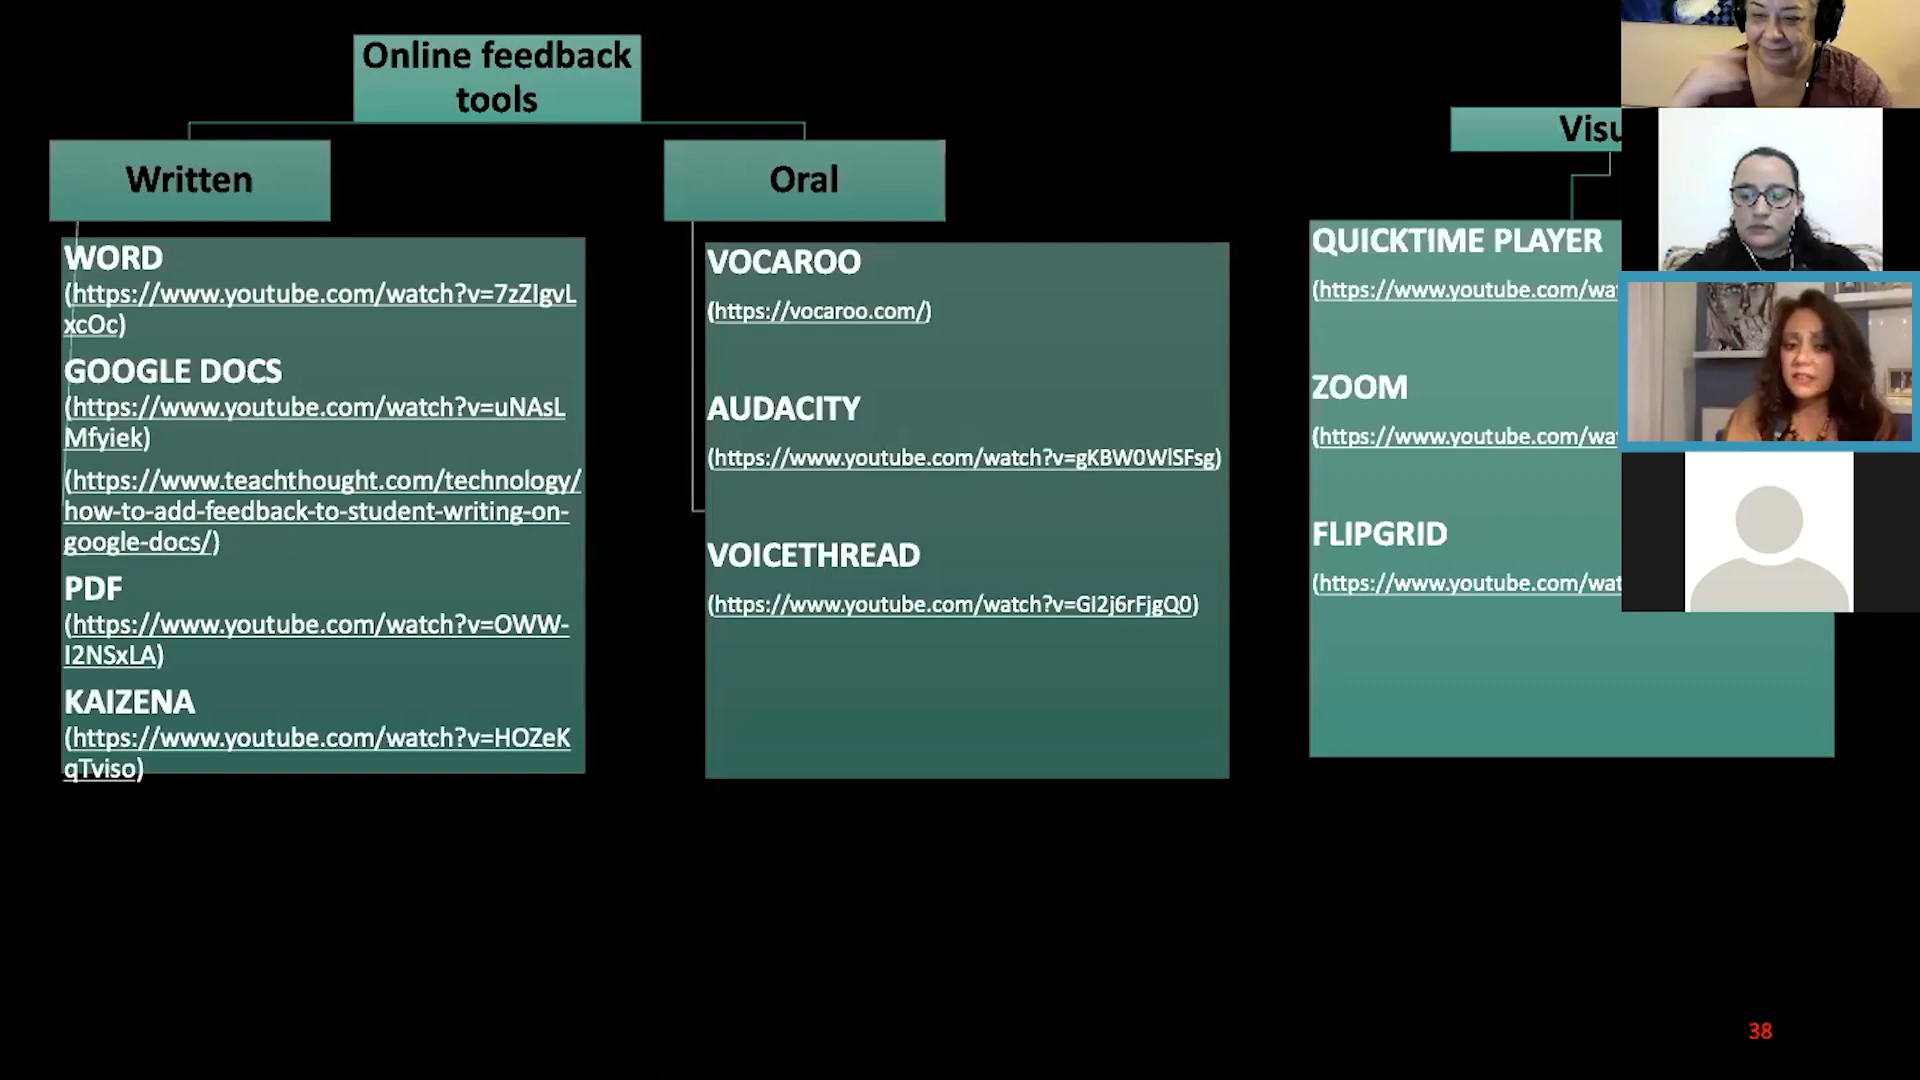 Online feedback
tools
Written
WORD
(https://www.youtube.com/watch?v=7zZIgvL
xcOc)
GOOGLE DOCS
(https://www.youtube.com/watch?v=uNAsL
Mfyiek)
(https://www.teachthought.com/technology/
how-to-add-feedback-to-student-writing-on-
google-docs/)
PDF
(https://www.youtube.com/watch?v=OWW-
I2NSxLA)
KAIZENA
(https://www.youtube.com/watch?v=HOZeK
qTviso)
Oral
VOCAROO
(https://vocaroo.com/)
AUDACITY
(https://www.youtube.com/watch?v=gKBW0WlSFsg)
VOICETHREAD
(https://www.youtube.com/watch?v=GI2j6rFjgQ0)
Visu
QUICKTIME PLAYER
(https://www.youtube.com/wat
ZOOM
(https://www.youtube.com/wat
FLIPGRID
(https://www.youtube.com/wat
38